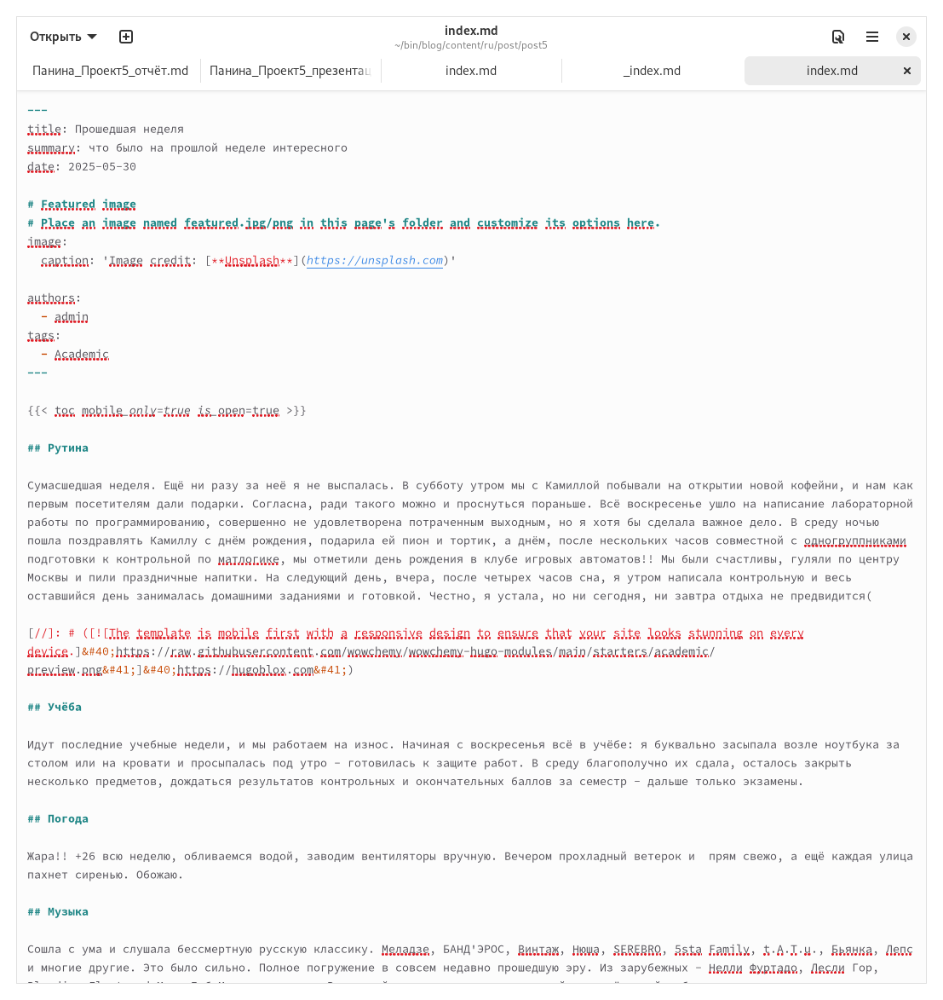 Открыть
index.md
~/bin/blog/content/ru/post/post5
Панина_Проект5_отчёт.md
Панина_Проект5_презентац
index.md
_index.md
index.md
---
title: Прошедшая неделя
summary: что было на прошлой неделе интересного
date: 2025-05-30
# Featured image
# Place an image named featured.jpg/png in this page's folder and customize its options here.
image:
caption: 'Image credit: [**Unsplash**](https://unsplash.com)'
authors:
- admin
tags:
- Academic
---
{{< toc mobile_only=true is_open=true >}}
## Рутина
Сумасшедшая неделя. Ещё ни разу за неё я не выспалась. В субботу утром мы с Камиллой побывали на открытии новой кофейни, и нам как
первым посетителям дали подарки. Согласна, ради такого можно и проснуться пораньше. Всё воскресенье ушло на написание лабораторной
работы по программированию, совершенно не удовлетворена потраченным выходным, но я хотя бы сделала важное дело. В среду ночью
пошла поздравлять Камиллу с днём рождения, подарила ей пион и тортик, а днём, после нескольких часов совместной с одногруппниками
подготовки к контрольной по матлогике, мы отметили день рождения в клубе игровых автоматов!! Мы были счастливы, гуляли по центру
Москвы и пили праздничные напитки. На следующий день, вчера, после четырех часов сна, я утром написала контрольную и весь
оставшийся день занималась домашними заданиями и готовкой. Честно, я устала, но ни сегодня, ни завтра отдыха не предвидится(
[//]: # ([![The template is mobile first with a responsive design to ensure that your site looks stunning on every
device.]&#40;https://raw.githubusercontent.com/wowchemy/wowchemy-hugo-modules/main/starters/academic/
preview.png&#41;]&#40;https://hugoblox.com&#41;)
## Учёба
Идут последние учебные недели, и мы работаем на износ. Начиная с воскресенья всё в учёбе: я буквально засыпала возле ноутбука за
столом или на кровати и просыпалась под утро - готовилась к защите работ. В среду благополучно их сдала, осталось закрыть
несколько предметов, дождаться результатов контрольных и окончательных баллов за семестр - дальше только экзамены.
## Погода
Жара!! +26 всю неделю, обливаемся водой, заводим вентиляторы вручную. Вечером прохладный ветерок и  прям свежо, а ещё каждая улица
пахнет сиренью. Обожаю.
## Музыка
Сошла с ума и слушала бессмертную русскую классику. Меладзе, БАНД'ЭРОС, Винтаж, Нюша, SEREBRO, 5sta Family, t.A.T.u., Бьянка, Лепс
и многие другие. Это было сильно. Полное погружение в совсем недавно прошедшую эру. Из зарубежных - Нелли Фуртадо, Лесли Гор,